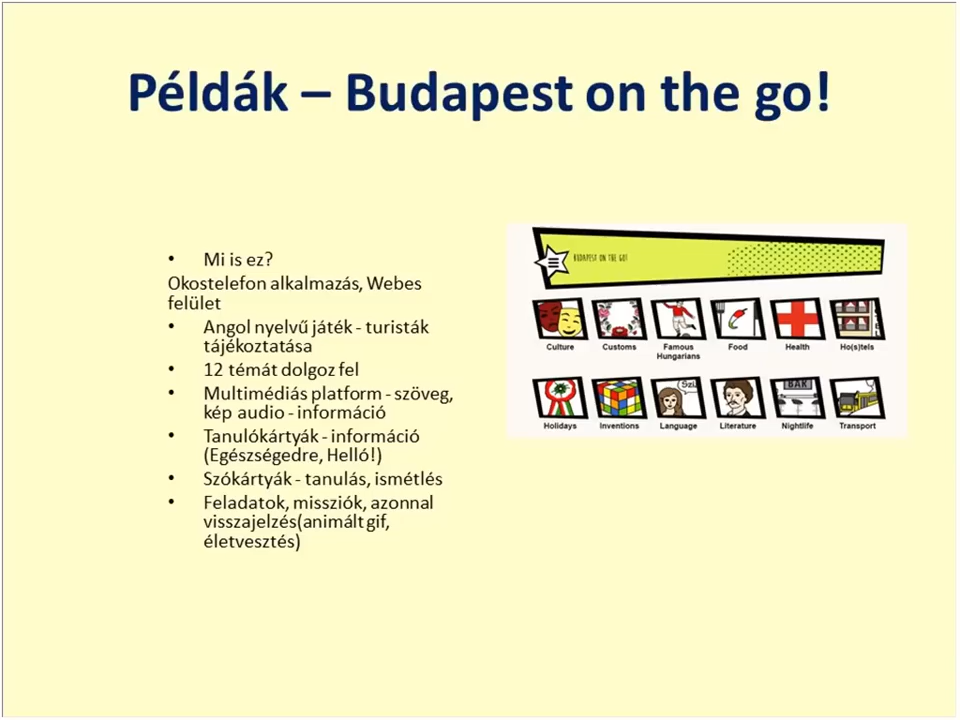 Példák – Budapest on the go!
• Mi is ez?
Okostelefon alkalmazás, Webes
felület
• Angol nyelvű játék - turisták
tájékoztatása
• 12 témát dolgoz fel
• Multimédiás platform - szöveg,
kép audio - információ
• Tanulókártyák - információ
(Egészségedre, Helló!)
• Szókártyák - tanulás, ismétlés
• Feladatok, missziók, azonnal
visszajelzés(animált gif,
életvesztés)
BUDAPEST ON THE GO!
Culture Customs Famous Hungarians Food Health Ho(s)tels
(Szi
BÁR
Holidays Inventions Language Literature Nightlife Transport